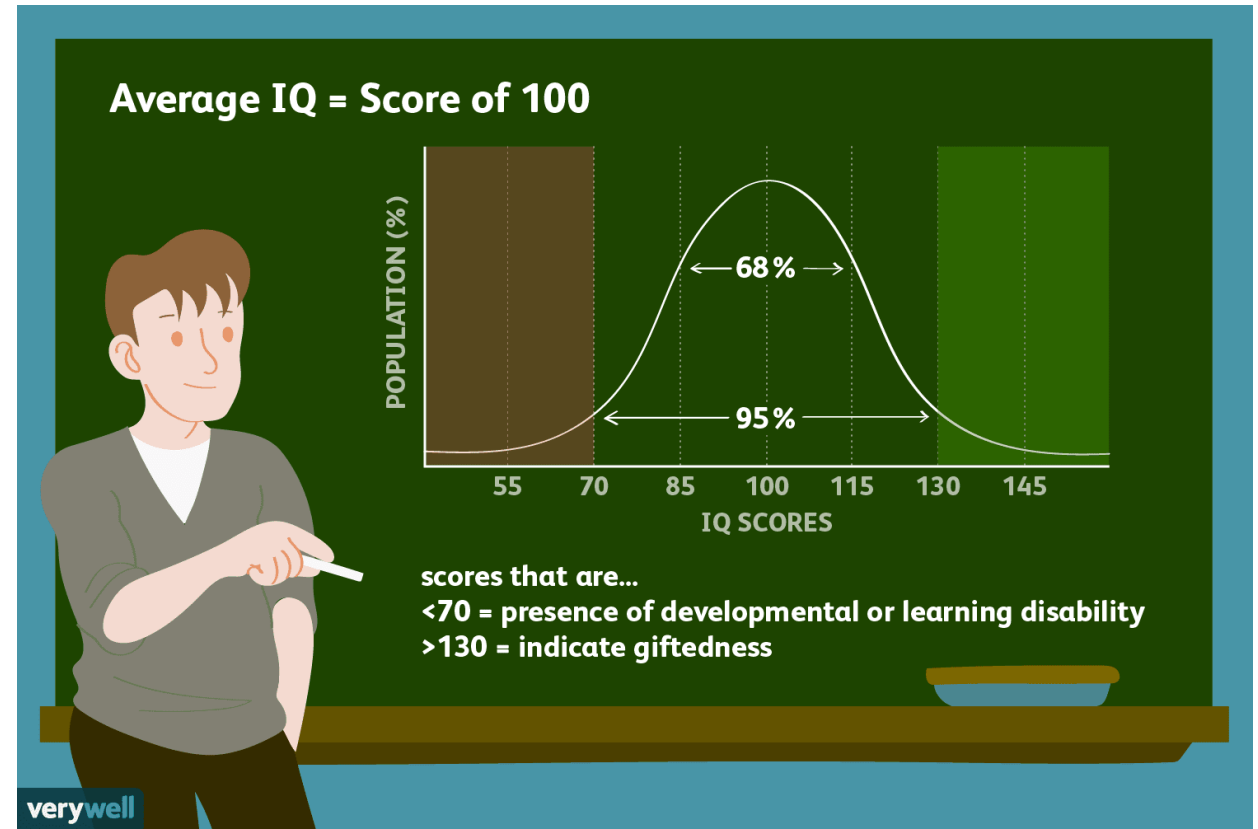 Average IQ = Score of 100
POPULATION (%)
68%
95%
55 70 85 100 115 130 145
IQ SCORES
scores that are...
<70 = presence of developmental or learning disability
>130 = indicate giftedness
verywell